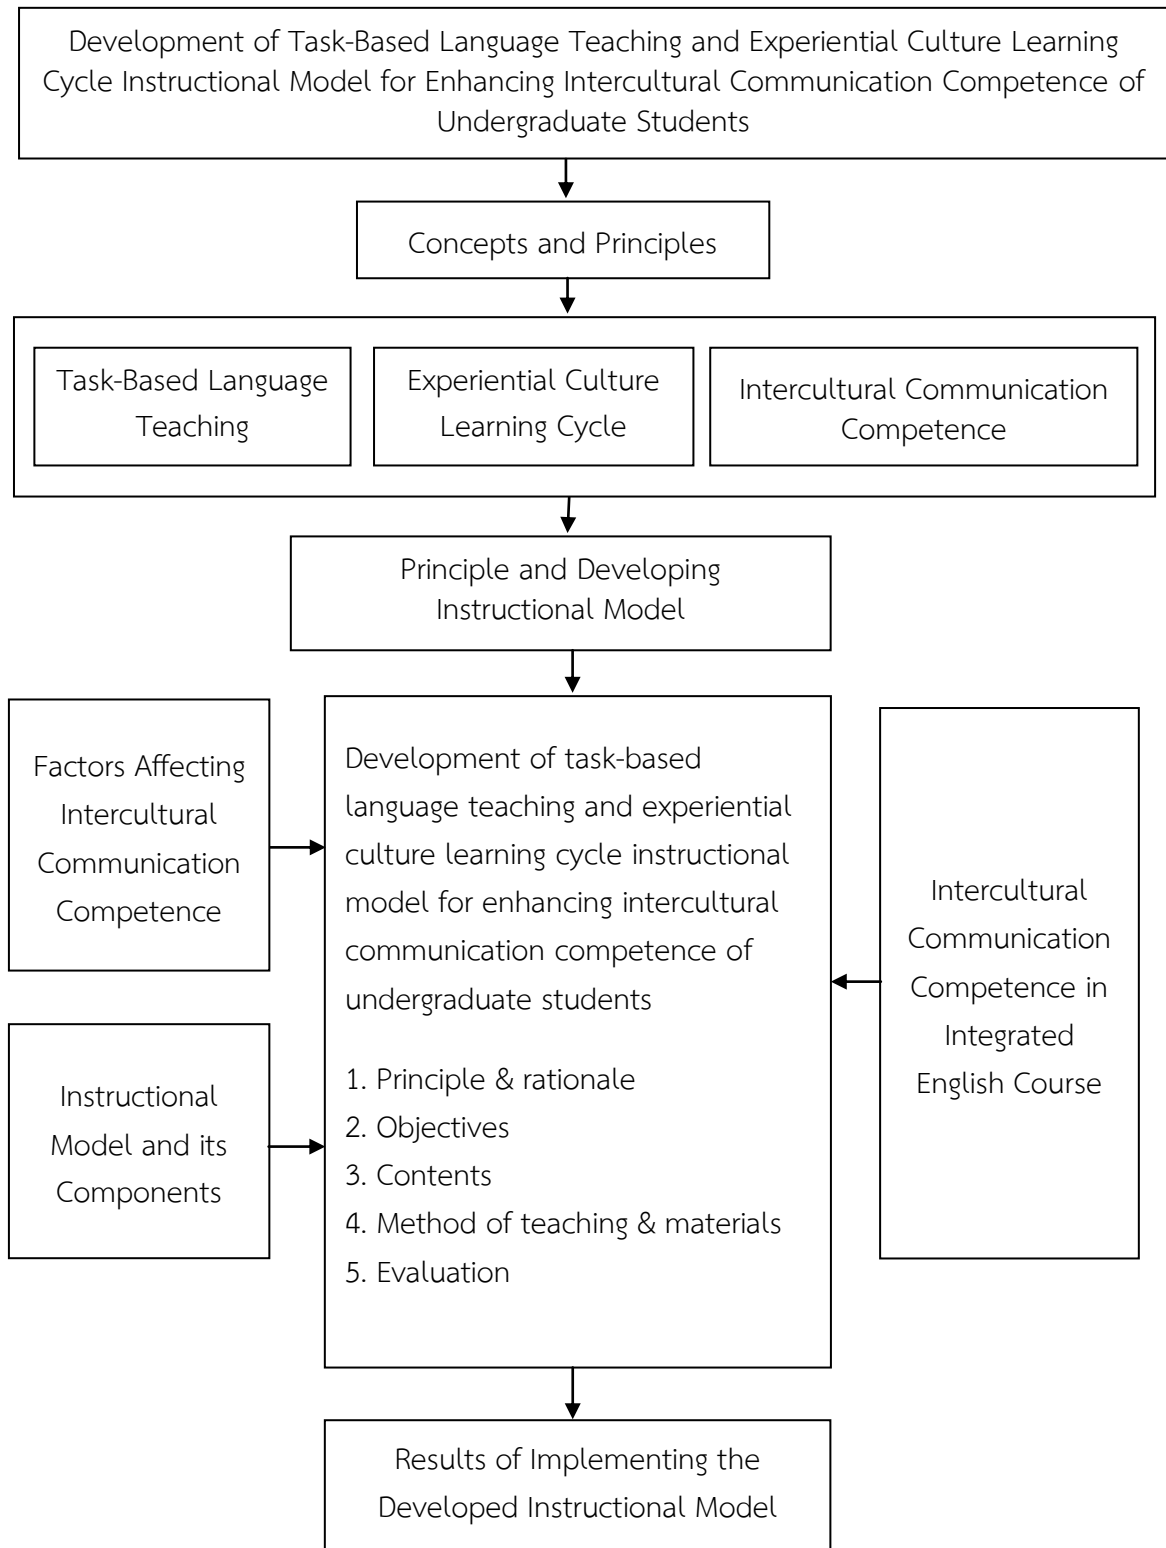 Development of Task-Based Language Teaching and Experiential Culture Learning
Cycle Instructional Model for Enhancing Intercultural Communication Competence of
Undergraduate Students
Concepts and Principles
Task-Based Language
Teaching
Experiential Culture
Learning Cycle
Intercultural Communication
Competence
Principle and Developing
Instructional Model
Factors Affecting
Intercultural
Communication
Competence
Instructional
Model and its
Components
Development of task-based
language teaching and experiential
culture learning cycle instructional
model for enhancing intercultural
communication competence of
undergraduate students
1. Principle & rationale
2. Objectives
3. Contents
4. Method of teaching & materials
5. Evaluation
Intercultural
Communication
Competence in
Integrated
English Course
Results of Implementing the
Developed Instructional Model